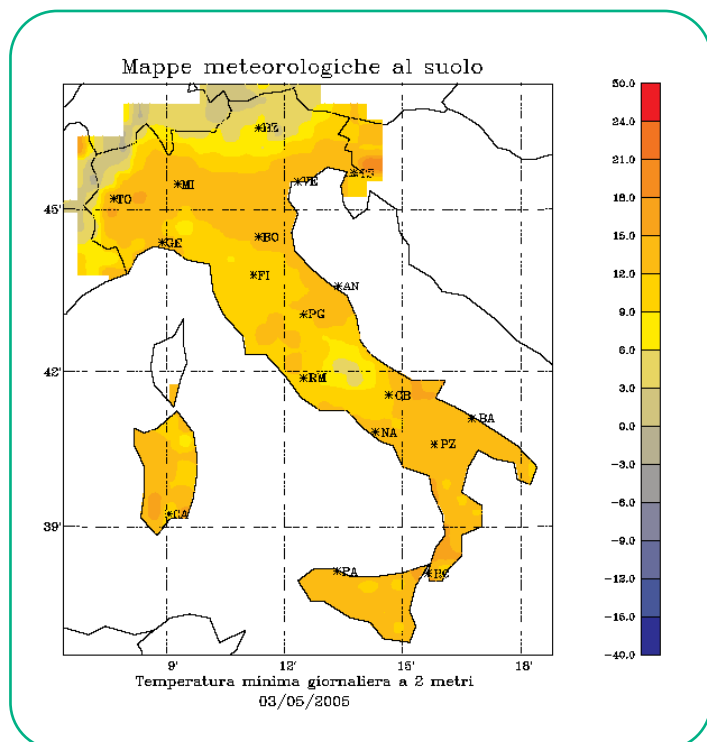 Mappe meteorologiche al suolo
50.0
24.0
21.0
18.0
15.0
12.0
9.0
6.0
3.0
0.0
-3.0
-6.0
-9.0
-12.0
-16.0
-40.0
*BZ
*TS
*MI
*VE
*TO
45'
*GE
*BO
*FI
*AN
*PG
42'
*RM
*CB
*BA
*NA
*PZ
*CA
39'
*PA
*RC
9'
12'
15'
18'
Temperatura minima giornaliera a 2 metri
03/05/2005